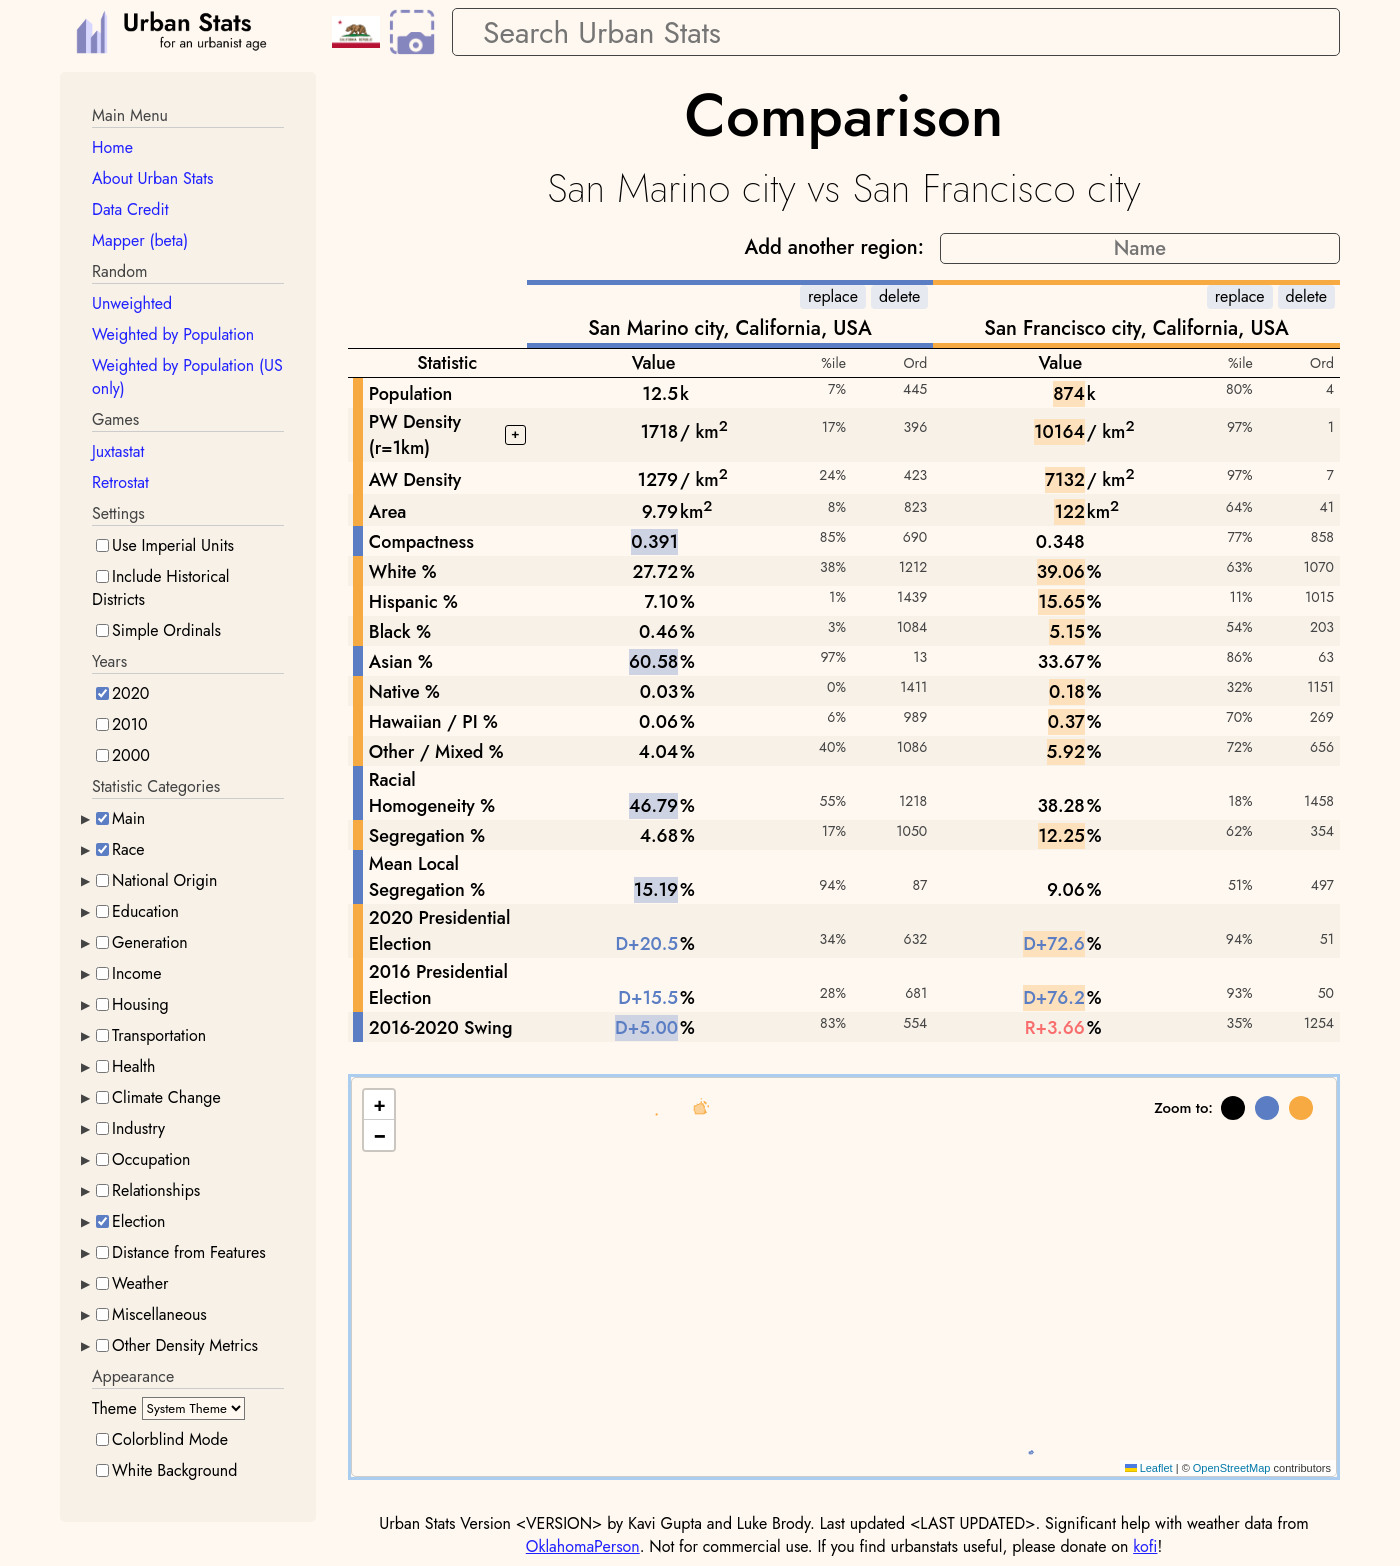 Urban Stats
for an urbanist age
Search Urban Stats
Main Menu
Home
About Urban Stats
Data Credit
Mapper (beta)
Random
Unweighted
Weighted by Population
Weighted by Population (US
only)
Games
Juxtastat
Retrostat
Settings
Use Imperial Units
Include Historical
Districts
Simple Ordinals
Years
2020
2010
2000
Statistic Categories
Main
Race
National Origin
Education
Generation
Income
Housing
Transportation
Health
Climate Change
Industry
Occupation
Relationships
Election
Distance from Features
Weather
Miscellaneous
Other Density Metrics
Appearance
Theme System Theme
Colorblind Mode
White Background
Comparison
San Marino city vs San Francisco city
Add another region: Name
replace delete replace delete
San Marino city, California, USA San Francisco city, California, USA
Statistic Value %ile Ord Value %ile Ord
Population 12.5k 7% 445 874k 80% 4
PW Density
(r=1km) + 1718/ km² 17% 396 10164/ km² 97% 1
AW Density 1279/ km² 24% 423 7132/ km² 97% 7
Area 9.79km² 8% 823 122km² 64% 41
Compactness 0.391 85% 690 0.348 77% 858
White % 27.72% 38% 1212 39.06% 63% 1070
Hispanic % 7.10% 1% 1439 15.65% 11% 1015
Black % 0.46% 3% 1084 5.15% 54% 203
Asian % 60.58% 97% 13 33.67% 86% 63
Native % 0.03% 0% 1411 0.18% 32% 1151
Hawaiian / PI % 0.06% 6% 989 0.37% 70% 269
Other / Mixed % 4.04% 40% 1086 5.92% 72% 656
Racial
Homogeneity % 46.79% 55% 1218 38.28% 18% 1458
Segregation % 4.68% 17% 1050 12.25% 62% 354
Mean Local
Segregation % 15.19% 94% 87 9.06% 51% 497
2020 Presidential
Election D+20.5% 34% 632 D+72.6% 94% 51
2016 Presidential
Election D+15.5% 28% 681 D+76.2% 93% 50
2016-2020 Swing D+5.00% 83% 554 R+3.66% 35% 1254
+
−
Zoom to:
Leaflet | © OpenStreetMap contributors
Urban Stats Version <VERSION> by Kavi Gupta and Luke Brody. Last updated <LAST UPDATED>. Significant help with weather data from
OklahomaPerson. Not for commercial use. If you find urbanstats useful, please donate on kofi!